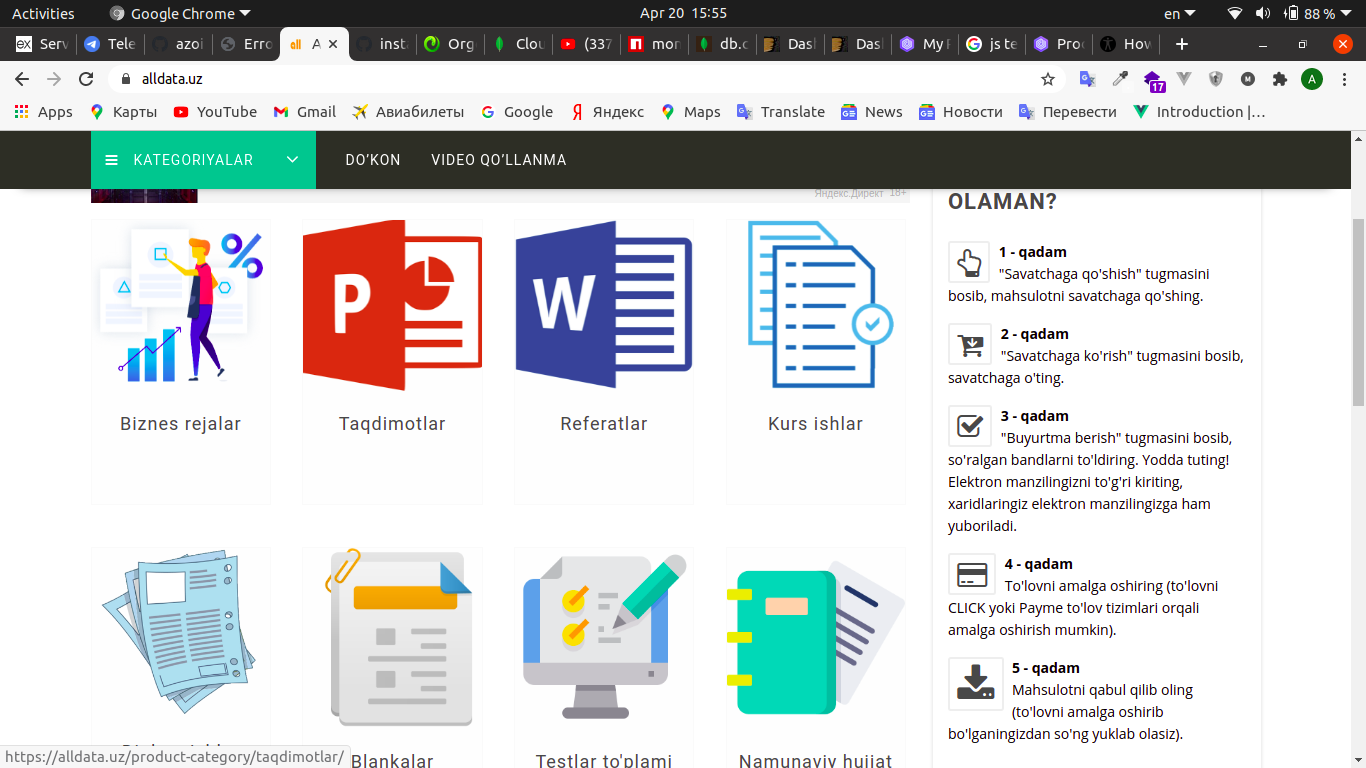 Activities
Google Chrome
Apr 20 15:55
en
88 %
Serv
Tele
azoi
Erro
A
inst
Org
Clou
(337
mon
db.c
Dash
Dash
My P
js te
Proc
How
alldata.uz
17
M
A
Apps
Карты
YouTube
Gmail
Авиабилеты
Google
Яндекс
Maps
Translate
News
Новости
Перевести
Introduction |...
KATEGORIYALAR
DO’KON
VIDEO QO’LLANMA
Яндекс.Директ
18+
P
W
Biznes rejalar
Taqdimotlar
Referatlar
Kurs ishlar
Blankalar
Testlar to'plami
Namunaviy hujjat
OLAMAN?
1 - qadam
"Savatchaga qo'shish" tugmasini
bosib, mahsulotni savatchaga qo'shing.
2 - qadam
"Savatchaga ko'rish" tugmasini bosib,
savatchaga o'ting.
3 - qadam
"Buyurtma berish" tugmasini bosib,
so'ralgan bandlarni to'ldiring. Yodda tuting!
Elektron manzilingizni to'g'ri kiriting,
xaridlaringiz elektron manzilingizga ham
yuboriladi.
4 - qadam
To'lovni amalga oshiring (to'lovni
CLICK yoki Payme to'lov tizimlari orqali
amalga oshirish mumkin).
5 - qadam
Mahsulotni qabul qilib oling
(to'lovni amalga oshirib
bo'lganingizdan so'ng yuklab olasiz).
https://alldata.uz/product-category/taqdimotlar/